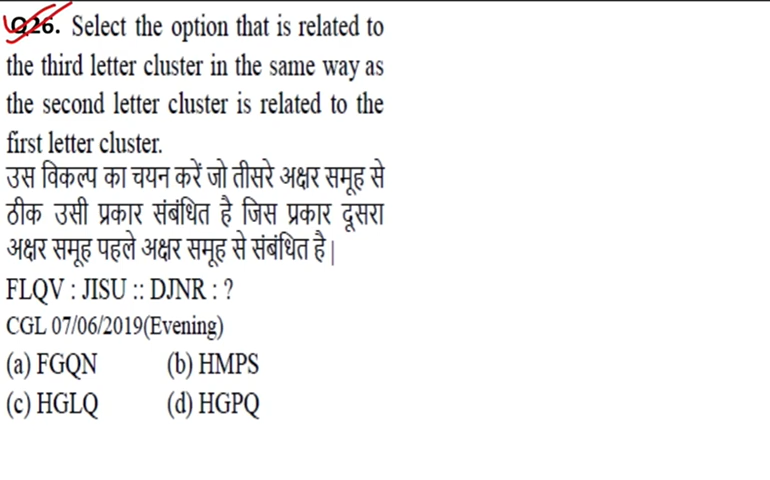 Q26. Select the option that is related to
the third letter cluster in the same way as
the second letter cluster is related to the
first letter cluster.
उस विकल्प का चयन करें जो तीसरे अक्षर समूह से
ठीक उसी प्रकार संबंधित है जिस प्रकार दूसरा
अक्षर समूह पहले अक्षर समूह से संबंधित है|
FLQV : JISU :: DJNR : ?
CGL 07/06/2019(Evening)
(a) FGQN (b) HMPS
(c) HGLQ (d) HGPQ